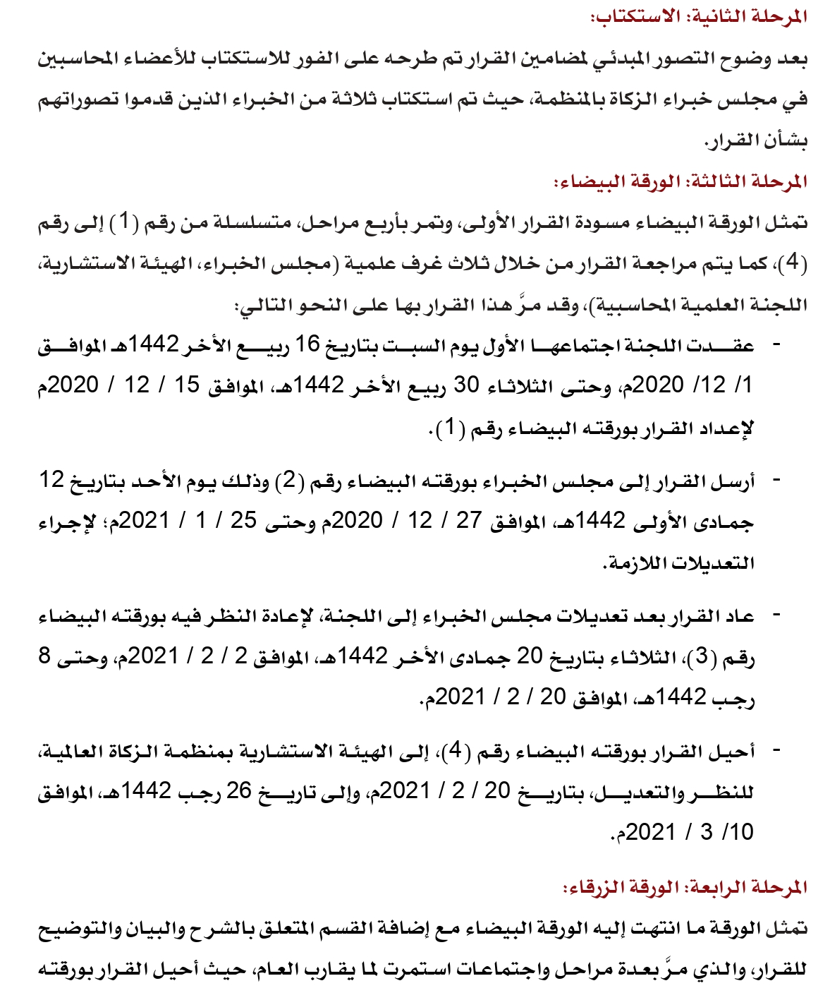 المرحلة الثانية: الاستكتاب:
بعد وضوح التصور المبدئي لمضامين القرار تم طرحه على الفور للاستكتاب للأعضاء المحاسبين
في مجلس خبراء الزكاة بالمنظمة، حيث تم استكتاب ثلاثة من الخبراء الذين قدموا تصوراتهم
بشأن القرار.
المرحلة الثالثة: الورقة البيضاء:
تمثل الورقة البيضاء مسودة القرار الأولى، وتمر بأربع مراحل، متسلسلة من رقم (1) إلى رقم
(4)، كما يتم مراجعة القرار من خلال ثلاث غرف علمية (مجلس الخبراء، الهيئة الاستشارية،
اللجنة العلمية المحاسبية)، وقد مرَّ هذا القرار بها على النحو التالي:
- عقدت اللجنة اجتماعها الأول يوم السبت بتاريخ 16 ربيع الأخر 1442هـ الموافق
1/ 12/ 2020م، وحتى الثلاثاء 30 ربيع الأخر 1442هـ، الموافق 15 / 12 / 2020م
لإعداد القرار بورقته البيضاء رقم (1).
- أرسل القرار إلى مجلس الخبراء بورقته البيضاء رقم (2) وذلك يوم الأحد بتاريخ 12
جمادى الأولى 1442هـ، الموافق 27 / 12 / 2020م وحتى 25 / 1 / 2021م؛ لإجراء
التعديلات اللازمة.
- عاد القرار بعد تعديلات مجلس الخبراء إلى اللجنة، لإعادة النظر فيه بورقته البيضاء
رقم (3)، الثلاثاء بتاريخ 20 جمادى الأخر 1442هـ، الموافق 2 / 2 / 2021م، وحتى 8
رجب 1442هـ، الموافق 20 / 2 / 2021م.
- أحيل القرار بورقته البيضاء رقم (4)، إلى الهيئة الاستشارية بمنظمة الزكاة العالمية،
للنظر والتعديل، بتاريخ 20 / 2 / 2021م، وإلى تاريخ 26 رجب 1442هـ، الموافق
10/ 3 / 2021م.
المرحلة الرابعة: الورقة الزرقاء:
تمثل الورقة ما انتهت إليه الورقة البيضاء مع إضافة القسم المتعلق بالشرح والبيان والتوضيح
للقرار، والذي مرَّ بعدة مراحل واجتماعات استمرت لما يقارب العام، حيث أحيل القرار بورقته